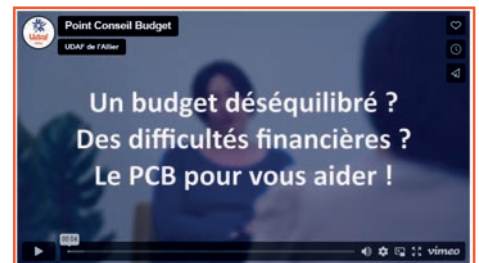 Udaf
Point Conseil Budget
UDAF de l'Allier
Un budget déséquilibré ?
Des difficultés financières ?
Le PCB pour vous aider !
00:04
vimeo